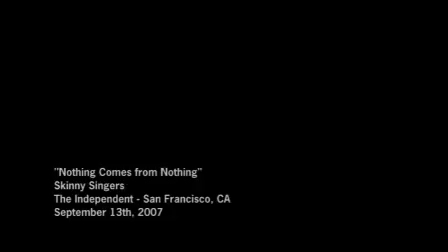 "Nothing Comes from Nothing"
Skinny Singers
The Independent - San Francisco, CA
September 13th, 2007